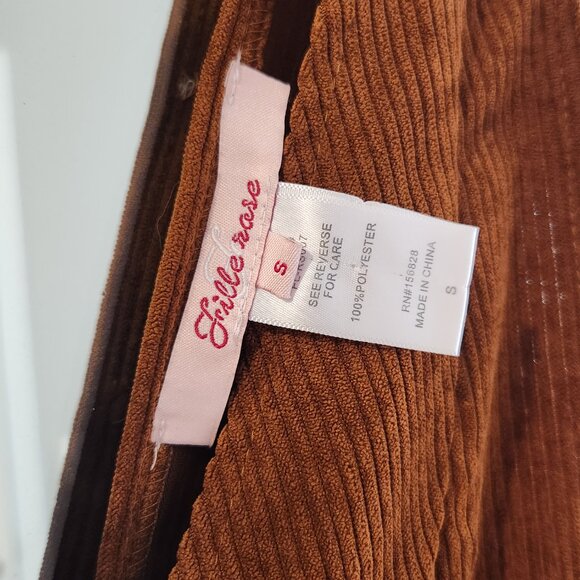 Fille rose
S
SEE REVERSE
FOR CARE
100%POLYESTER
RN#156828
MADE IN CHINA
S